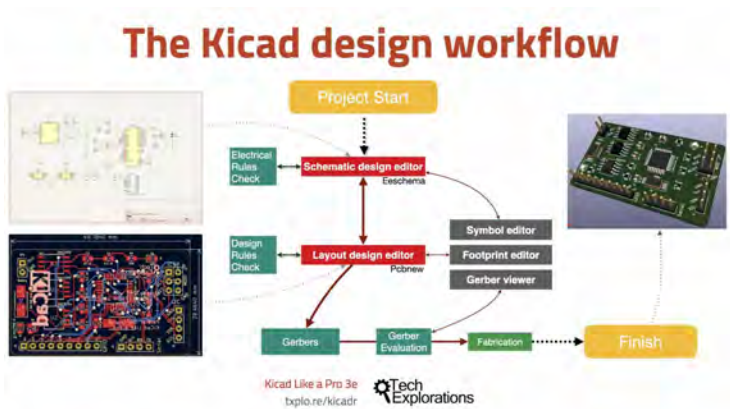 The Kicad design workflow
Project Start
Electrical
Rules
Check
Schematic design editor
Eeschema
Symbol editor
Design
Rules
Check
Layout design editor
Pcbnew
Footprint editor
Gerber viewer
Gerbers
Gerber
Evaluation
Fabrication
Finish
KiCad
Kicad Like a Pro 3e
txplo.re/kicadr
Tech
Explorations